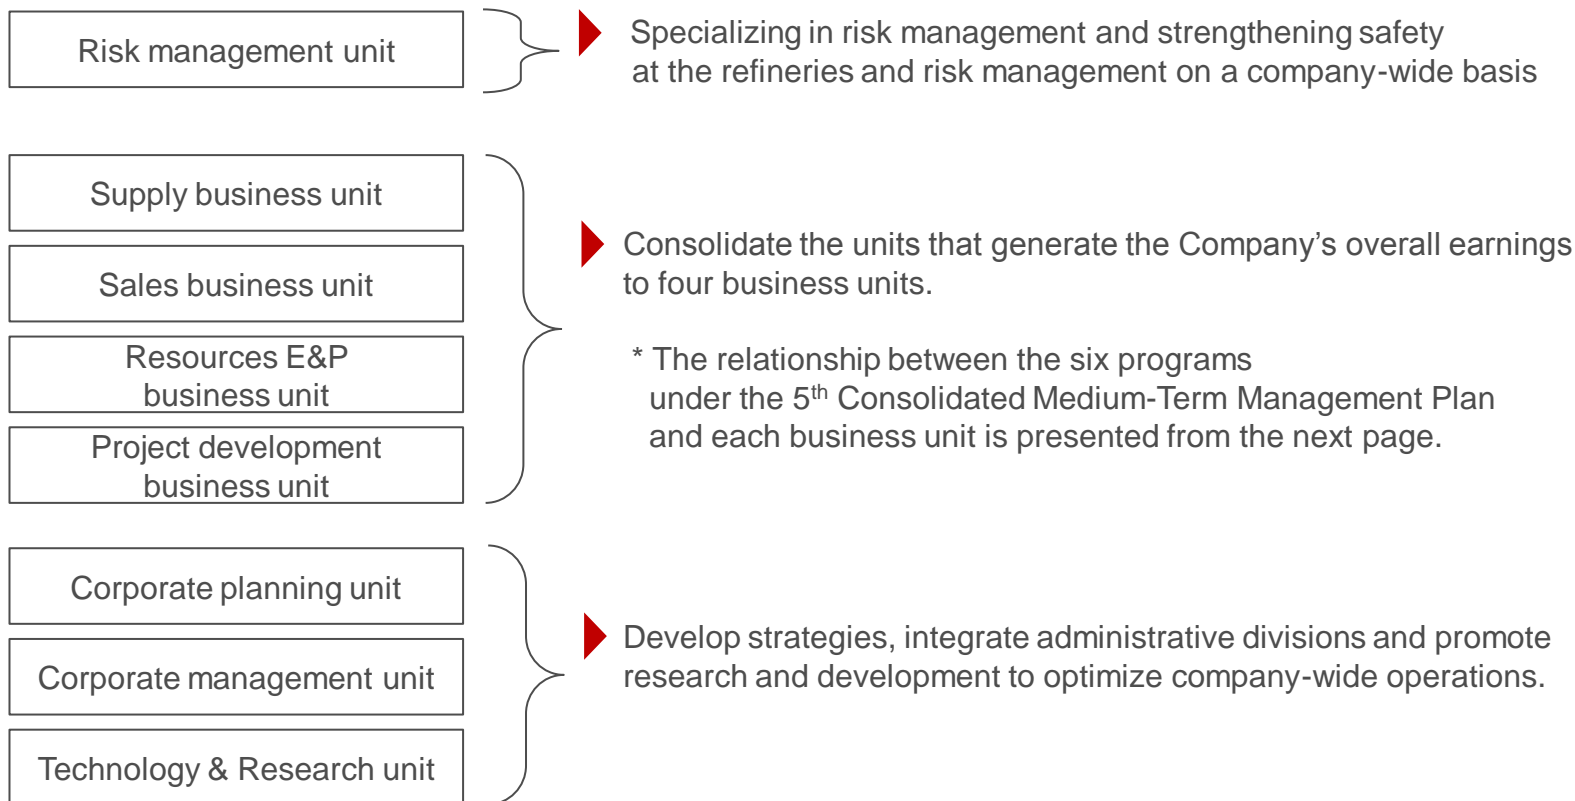 Risk management unit
Specializing in risk management and strengthening safety
at the refineries and risk management on a company-wide basis
Supply business unit
Sales business unit
Resources E&P
business unit
Project development
business unit
Consolidate the units that generate the Company’s overall earnings
to four business units.
* The relationship between the six programs
under the 5th Consolidated Medium-Term Management Plan
and each business unit is presented from the next page.
Corporate planning unit
Corporate management unit
Technology & Research unit
Develop strategies, integrate administrative divisions and promote
research and development to optimize company-wide operations.